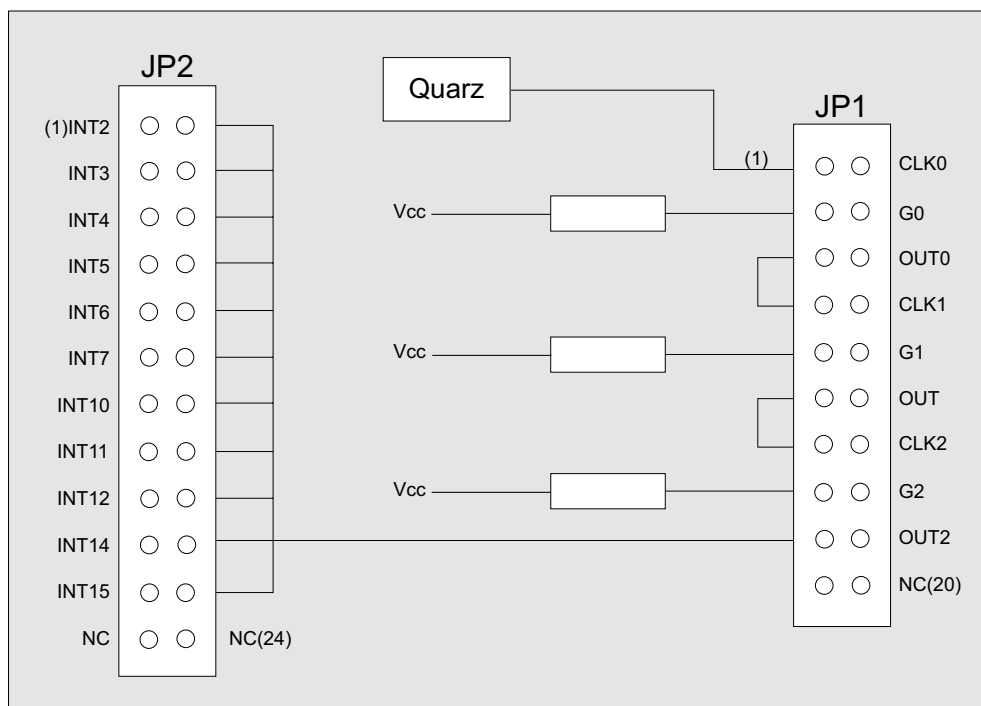 JP2
(1)INT2
INT3
INT4
INT5
INT6
INT7
INT10
INT11
INT12
INT14
INT15
NC
NC(24)
Quarz
Vcc
Vcc
Vcc
JP1
(1)
CLK0
G0
OUT0
CLK1
G1
OUT
CLK2
G2
OUT2
NC(20)